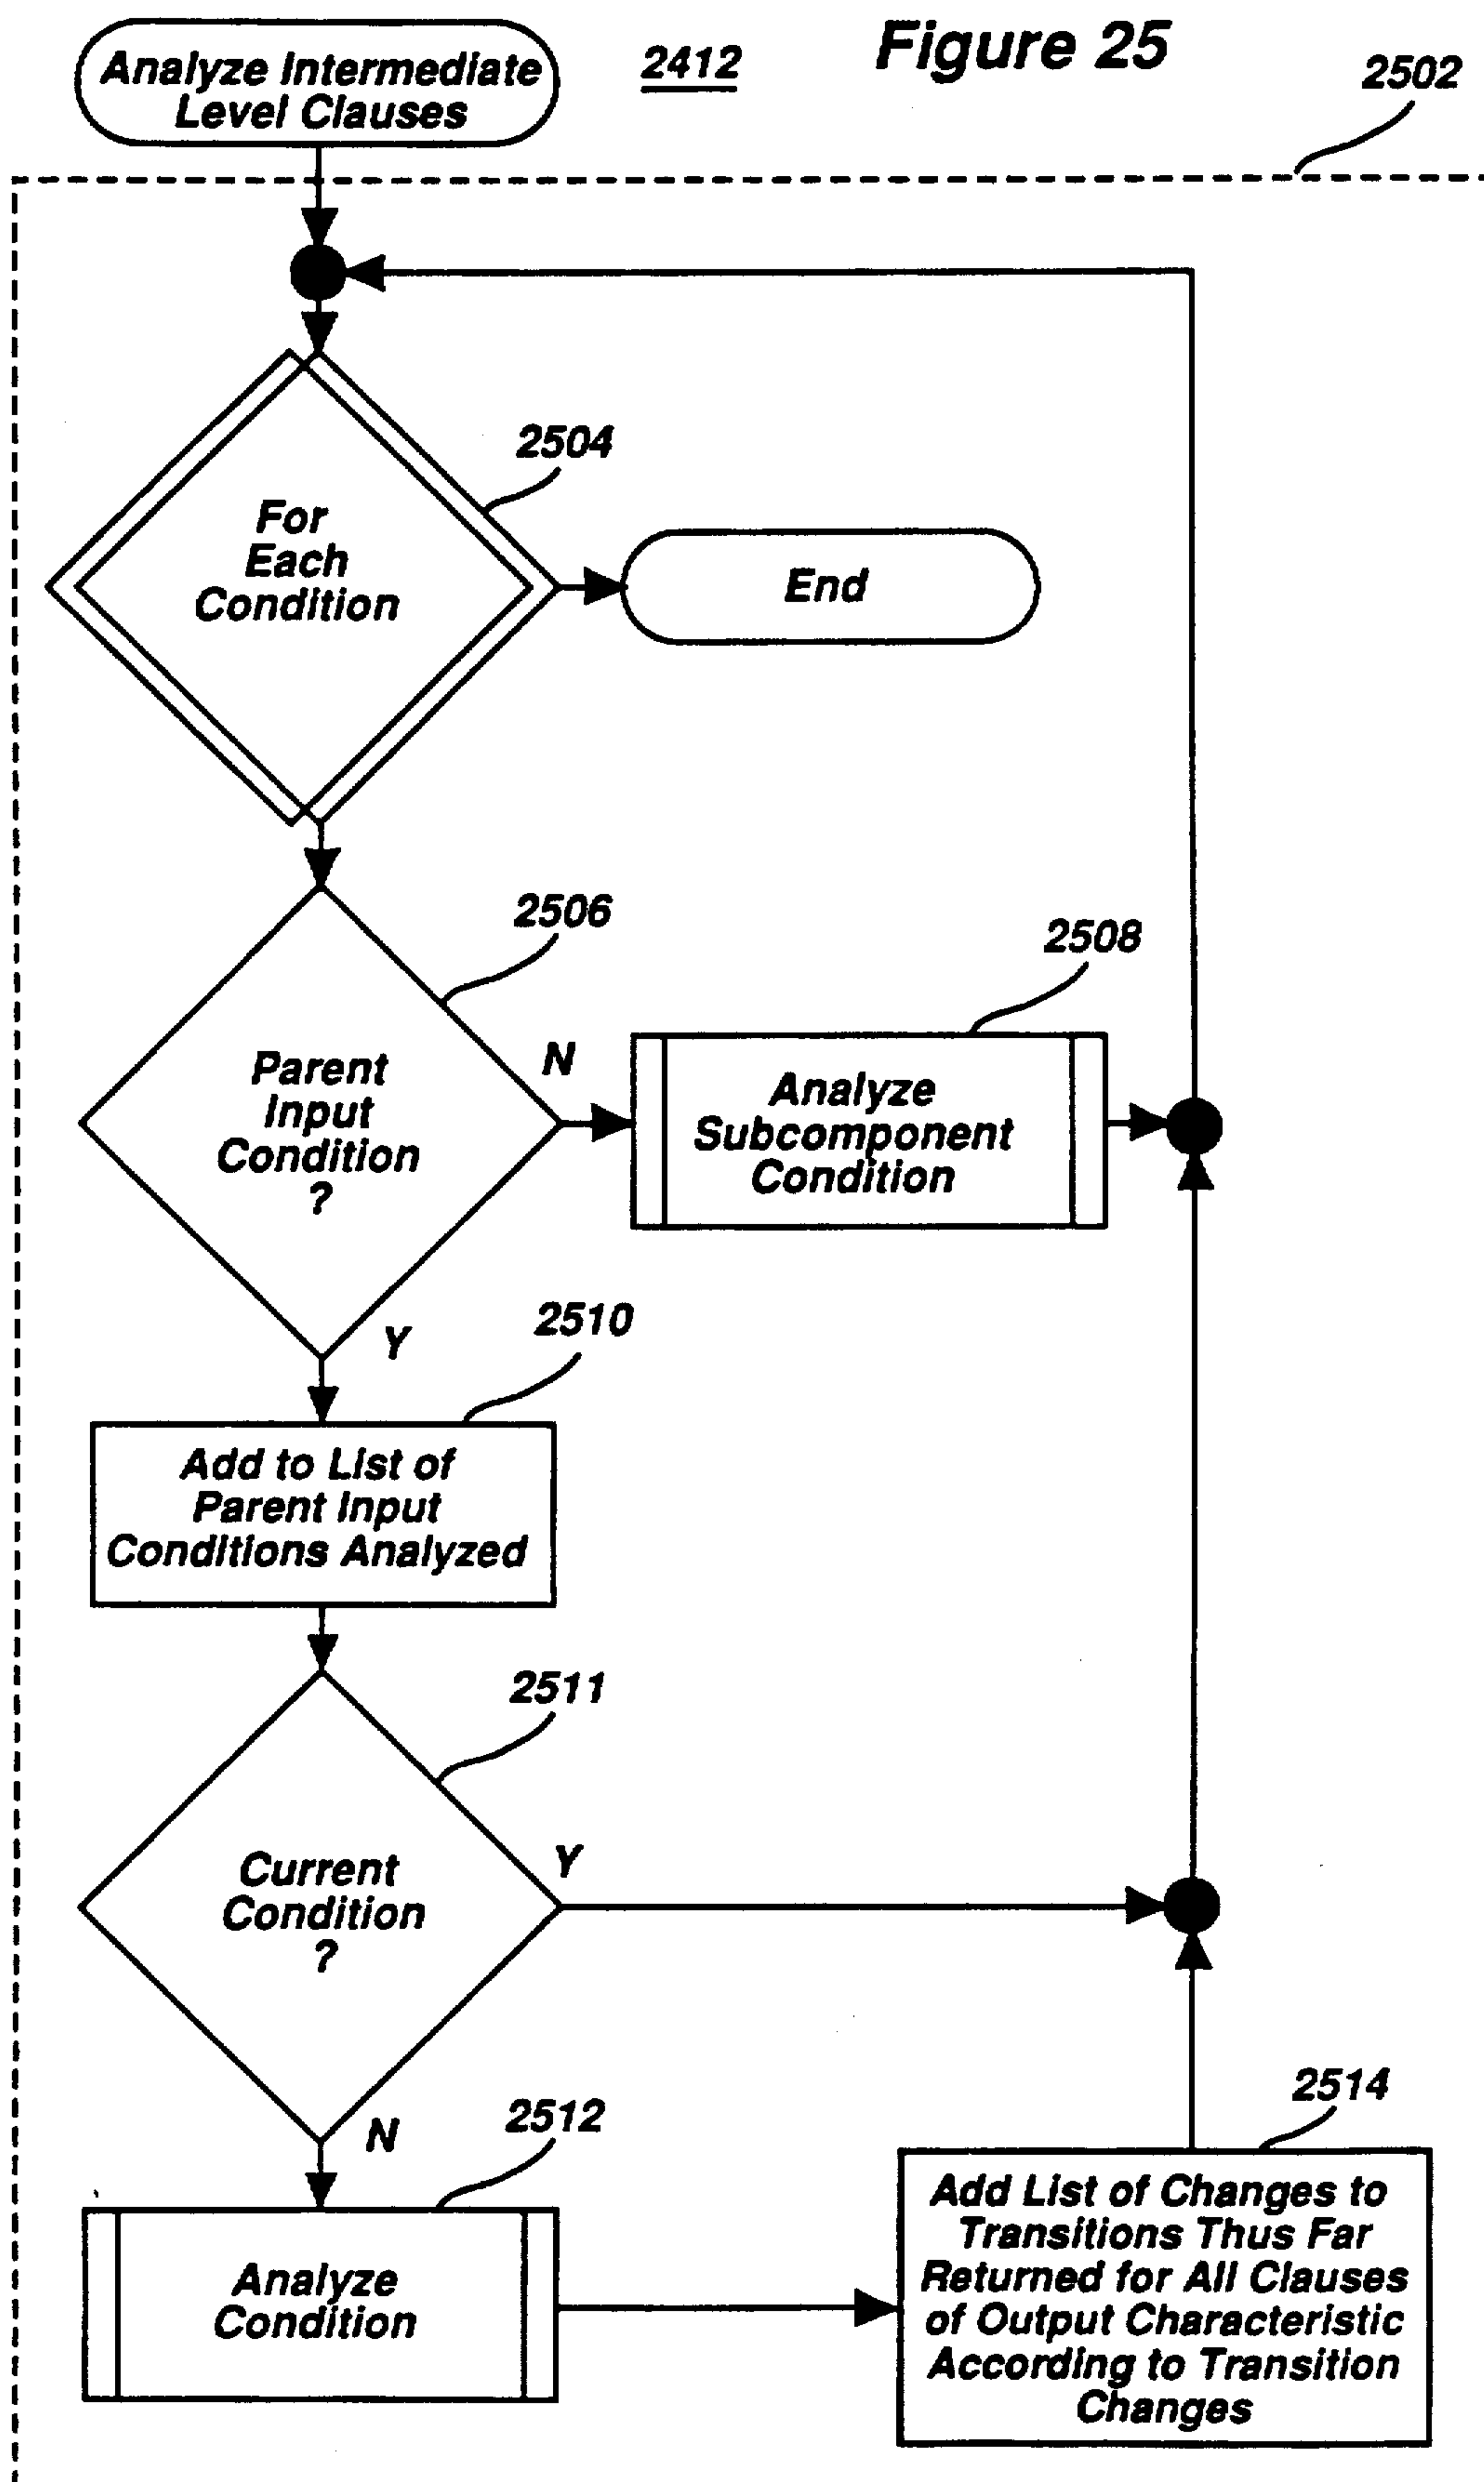 Figure 25
Analyze Intermediate
Level Clauses
2412
2502
2504
For
Each
Condition
End
2506
2508
Parent
Input
Condition
?
N
Analyze
Subcomponent
Condition
Y
2510
Add to List of
Parent Input
Conditions Analyzed
2511
Current
Condition
?
Y
N
2512
2514
Analyze
Condition
Add List of Changes to
Transitions Thus Far
Returned for All Clauses
of Output Characteristic
According to Transition
Changes